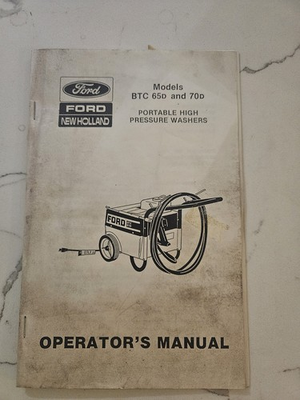 Ford
FORD
NEW HOLLAND
Models
BTC 65D and 70D
PORTABLE HIGH
PRESSURE WASHERS
FORD
OPERATOR'S MANUAL